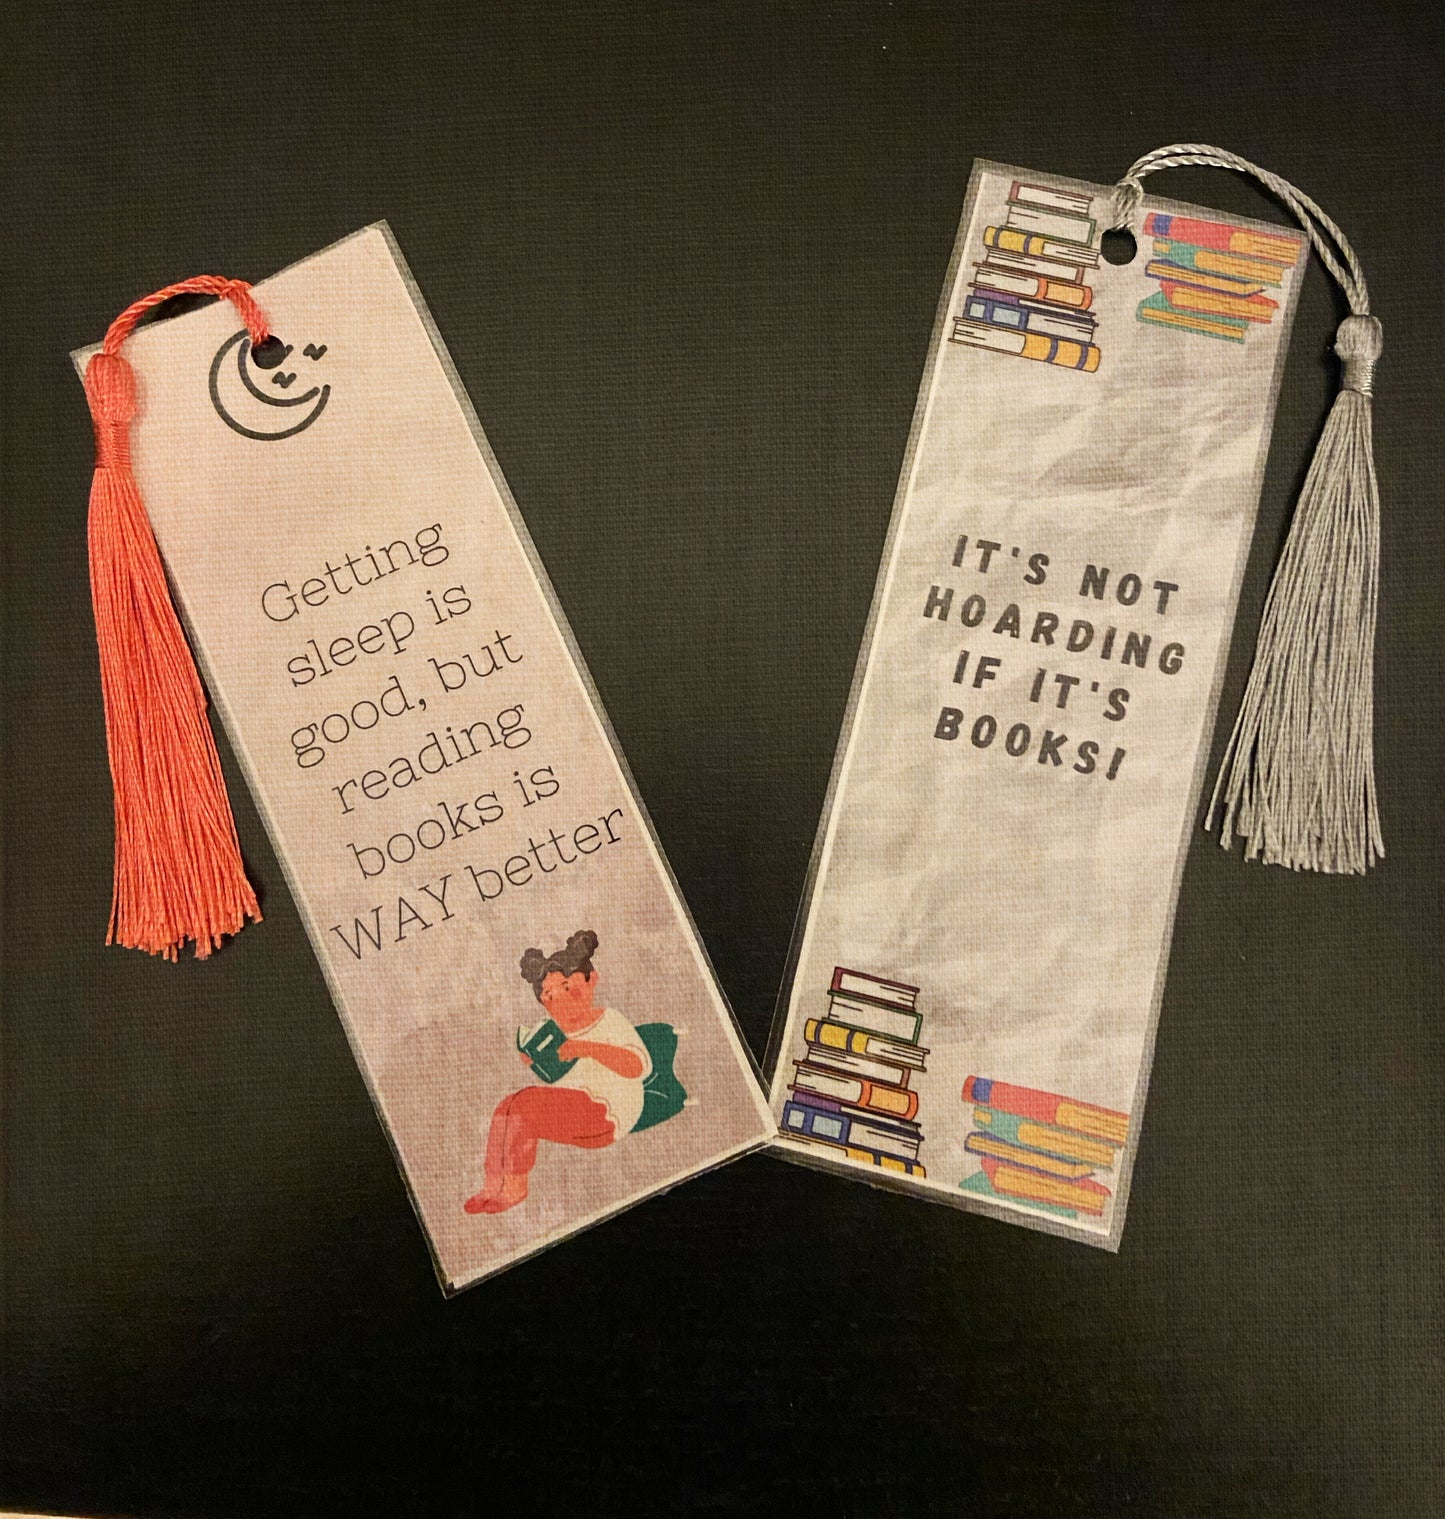 Getting
sleep is
good, but
reading
books is
WAY better
IT'S NOT
HOARDING
IF IT'S
BOOKS!